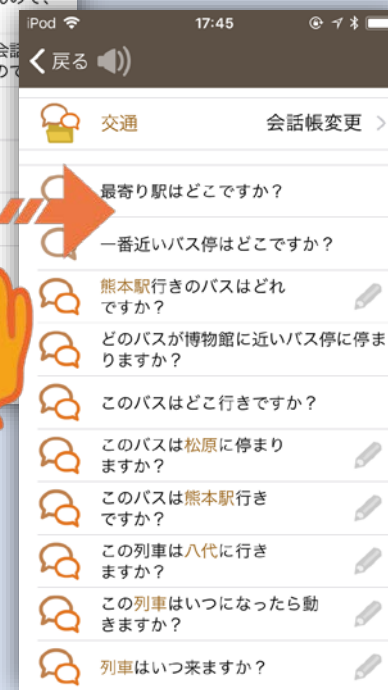 iPod 17:45
戻る
交通 会話帳変更
最寄り駅はどこですか？
一番近いバス停はどこですか？
熊本駅行きのバスはどれ
ですか？
どのバスが博物館に近いバス停に停ま
りますか？
このバスはどこ行きですか？
このバスは松原に停まり
ますか？
このバスは熊本駅行き
ですか？
この列車は八代に行き
ますか？
この列車はいつになったら動
きますか？
列車はいつ来ますか？